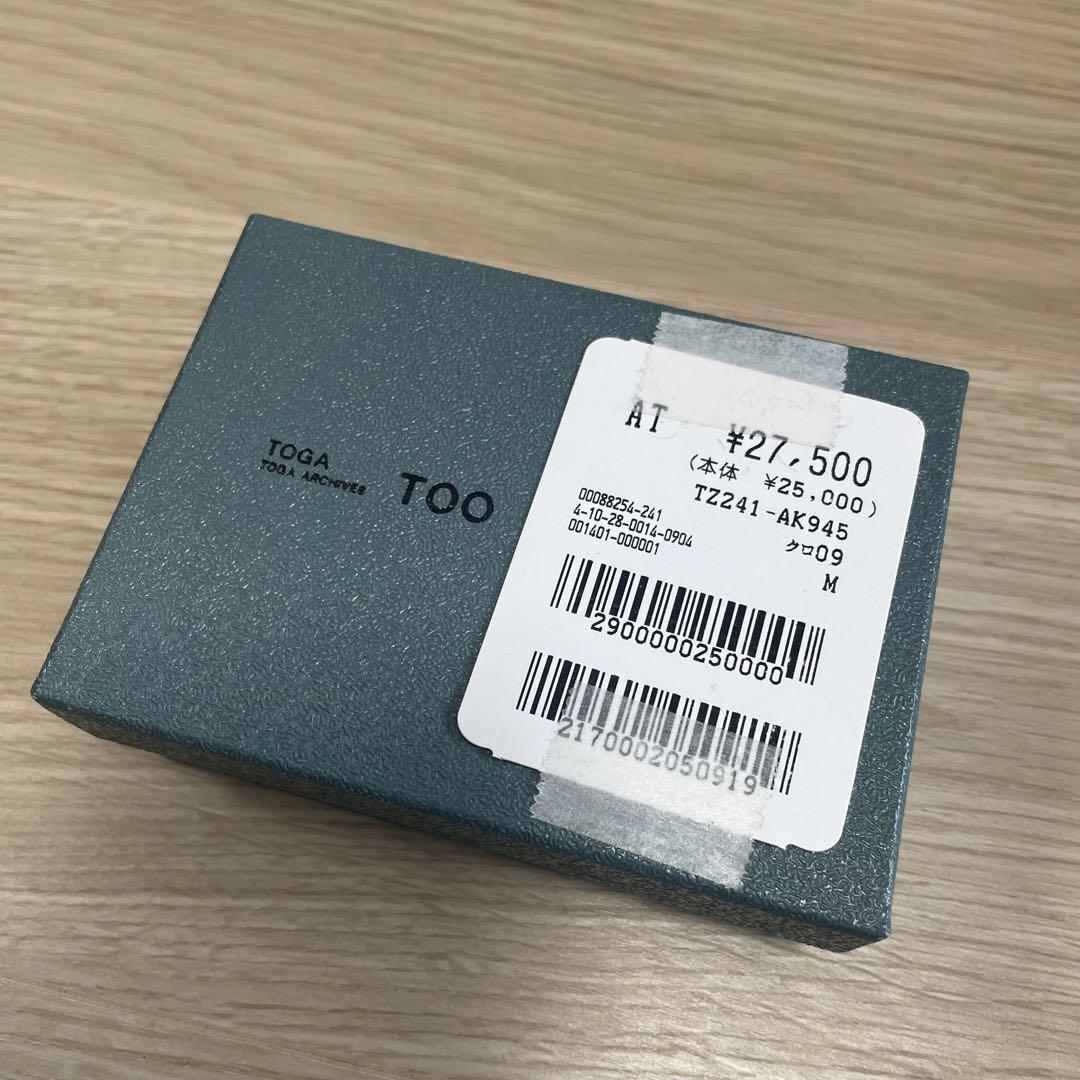 TOGA
TOGA ARCHIVES
TOO
AT ¥27,500
(本体 ¥25,000)
TZ241-AK945
00088254-241
4-10-28-0014-0904
001401-000001
クロ09
M
2900000250000
2170002050919